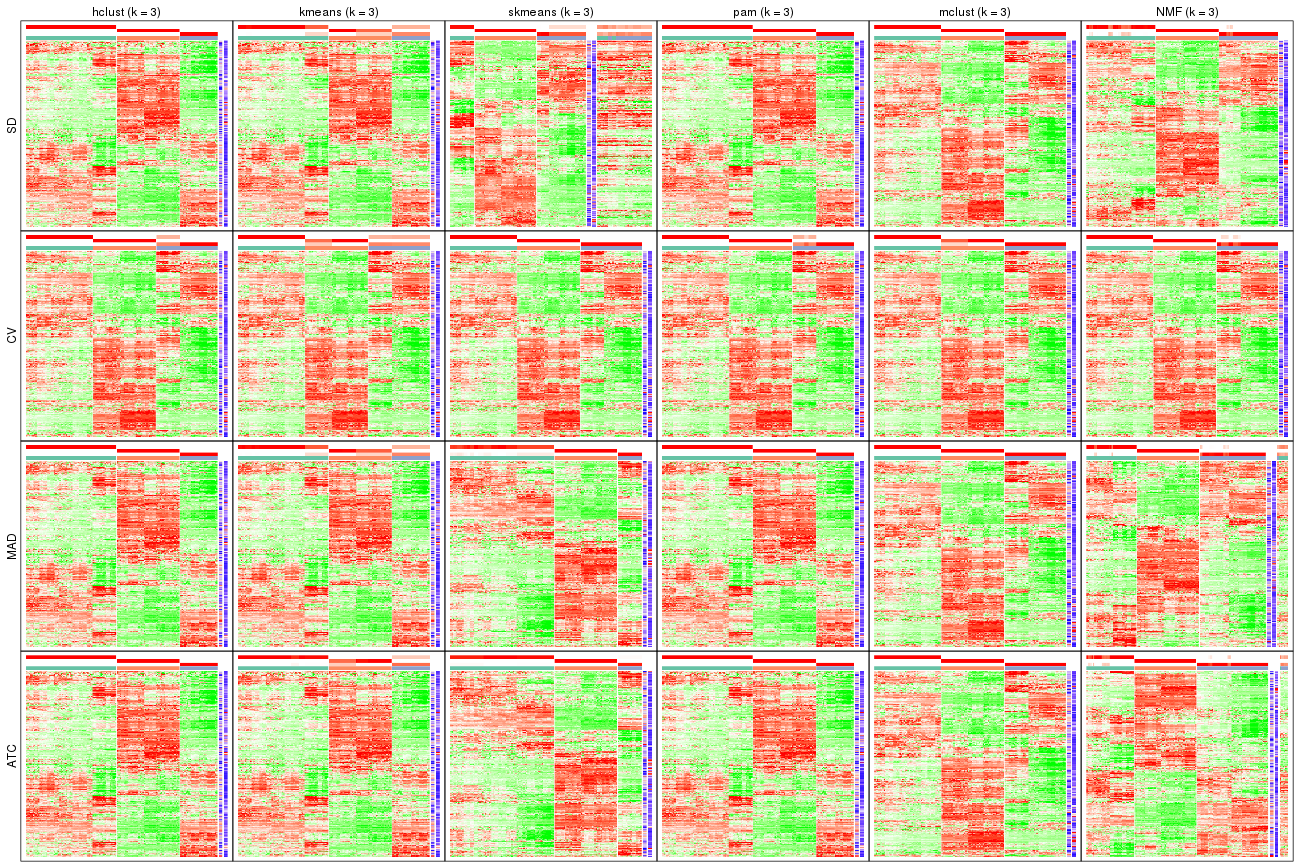 hclust (k = 3) kmeans (k = 3) skmeans (k = 3) pam (k = 3) mclust (k = 3) NMF (k = 3)
SD
CV
MAD
ATC